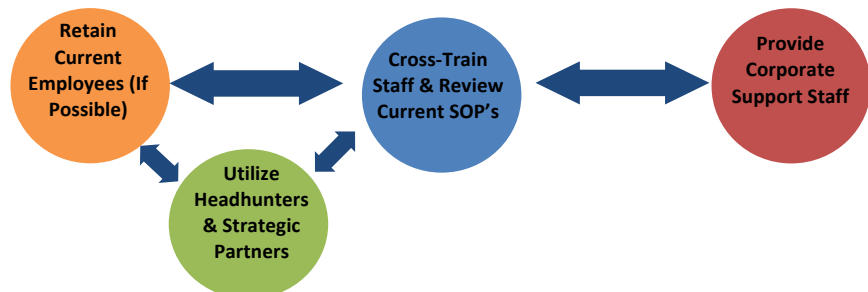 Retain
Current
Employees (If
Possible)
Cross-Train
Staff & Review
Current SOP's
Provide
Corporate
Support Staff
Utilize
Headhunters
& Strategic
Partners